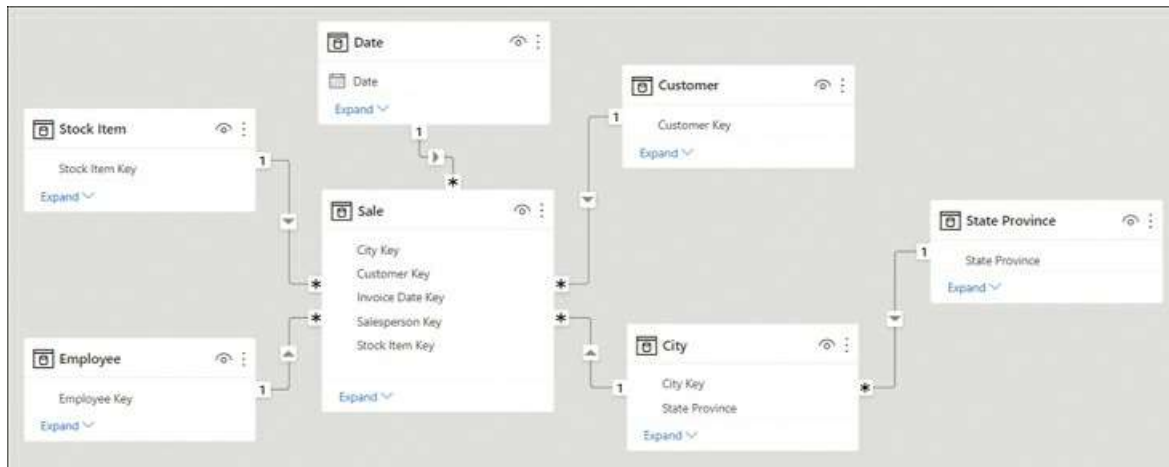 Date
Date
Expand
1
*
Customer
Customer Key
Expand
1
*
Stock Item
Stock Item Key
Expand
1
*
Sale
City Key
Customer Key
Invoice Date Key
Salesperson Key
Stock Item Key
Expand
State Province
State Province
Expand
1
*
Employee
Employee Key
Expand
1
*
City
City Key
State Province
Expand
1
*